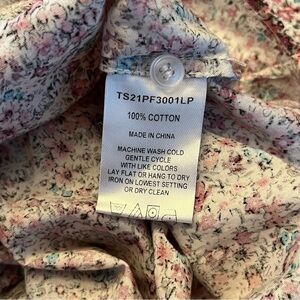 TS21PF3001LP
100% COTTON
MADE IN CHINA
MACHINE WASH COLD
GENTLE CYCLE
WITH LIKE COLORS
LAY FLAT OR HANG TO DRY
IRON ON LOWEST SETTING
OR DRY CLEAN